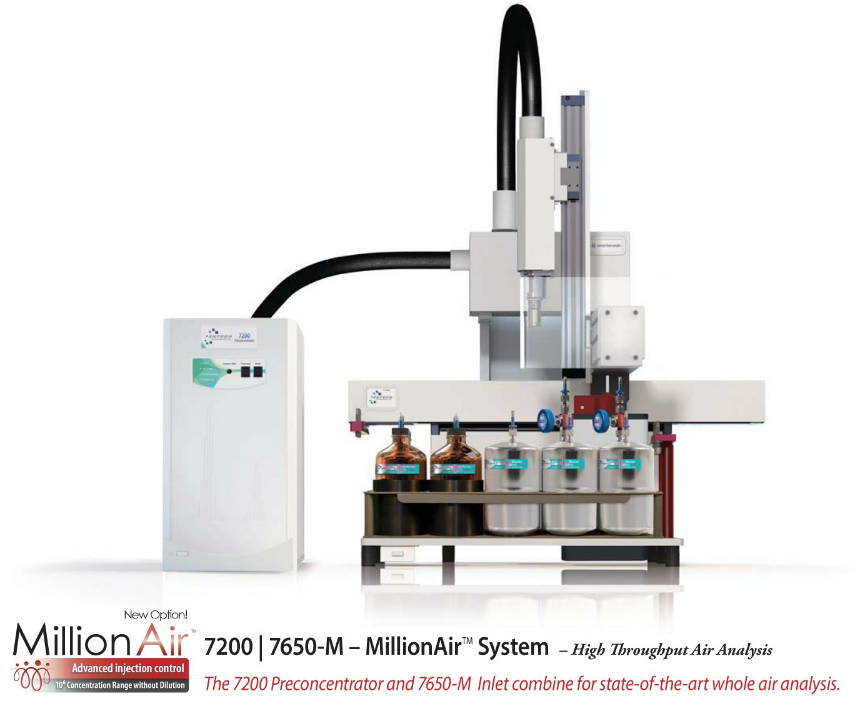 7200
New Option!
MillionAir™
Advanced injection control
10⁶ Concentration Range without Dilution
7200 | 7650-M – MillionAir™ System – High Throughput Air Analysis
The 7200 Preconcentrator and 7650-M Inlet combine for state-of-the-art whole air analysis.